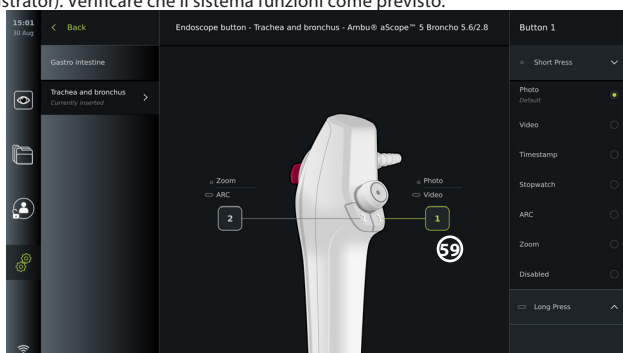 strator). Verificare che il sistema funzioni come previsto.
15:01
30 Aug
Back
Endoscope button - Trachea and bronchus - Ambu® aScope™ 5 Broncho 5.6/2.8
Button 1
Gastro intestine
Trachea and bronchus
Currently inserted
Zoom
ARC
2
Photo
Video
1
2 1
59
Short Press
Photo
Default
Video
Timestamp
Stopwatch
ARC
Zoom
Disabled
Long Press